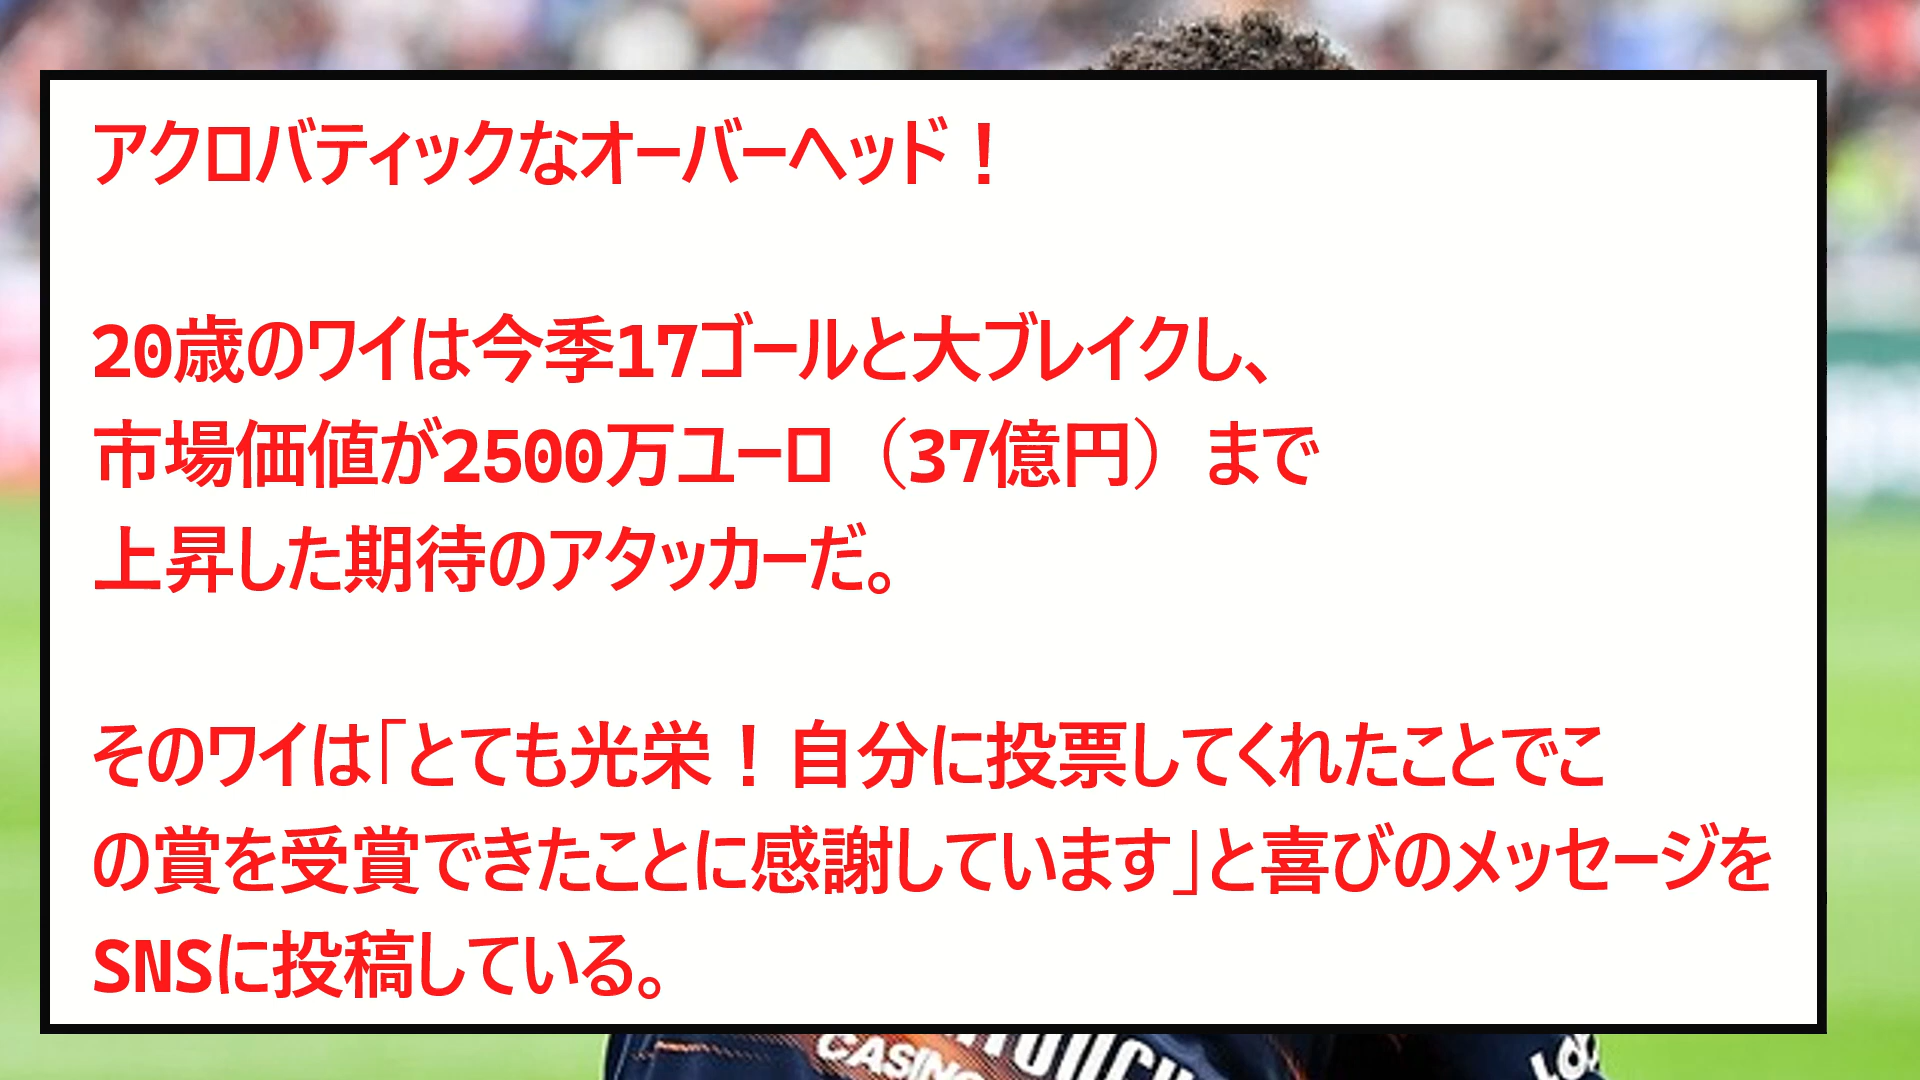 アクロバティックなオーバーヘッド！
20歳のワイは今季17ゴールと大ブレイクし、
市場価値が2500万ユーロ（37億円）まで
上昇した期待のアタッカーだ。
そのワイは「とても光栄！自分に投票してくれたことでこ
の賞を受賞できたことに感謝しています」と喜びのメッセージを
SNSに投稿している。
CASINO